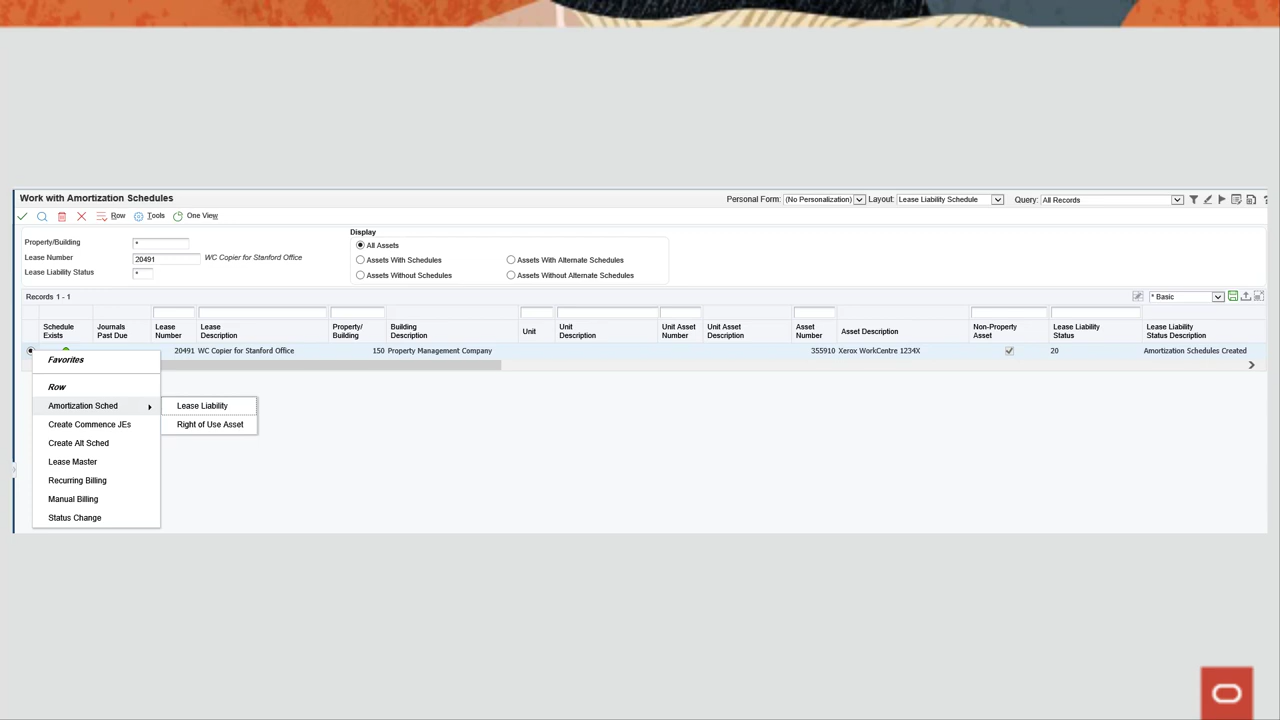 Work with Amortization Schedules
Personal Form: (No Personalization) Layout: Lease Liability Schedule Query: All Records
Row Tools One View
Display
Property/Building *
All Assets
Lease Number 20491 WC Copier for Stanford Office
Assets With Schedules Assets With Alternate Schedules
Lease Liability Status *
Assets Without Schedules Assets Without Alternate Schedules
Records 1 - 1
* Basic
Schedule Exists
Journals Past Due
Lease Number
Lease Description
Property/ Building
Building Description
Unit
Unit Description
Unit Asset Number
Unit Asset Description
Asset Number
Asset Description
Non-Property Asset
Lease Liability Status
Lease Liability Status Description
20491 WC Copier for Stanford Office 150 Property Management Company 355910 Xerox WorkCentre 1234X 20 Amortization Schedules Created
Favorites
Row
Amortization Sched
Lease Liability
Right of Use Asset
Create Commence JEs
Create Alt Sched
Lease Master
Recurring Billing
Manual Billing
Status Change